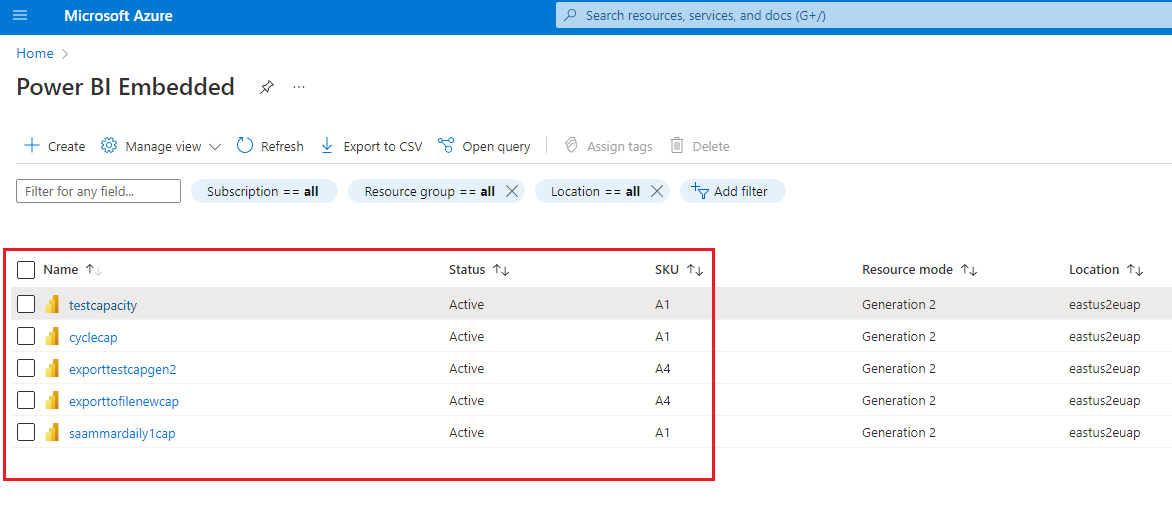 Microsoft Azure Search resources, services, and docs (G+/)
Home
Power BI Embedded ...
Create Manage view Refresh Export to CSV Open query Assign tags Delete
Filter for any field... Subscription == all Resource group == all Location == all Add filter
Name Status SKU Resource mode Location
testcapacity Active A1 Generation 2 eastus2euap
cyclecap Active A1 Generation 2 eastus2euap
exporttestcapgen2 Active A4 Generation 2 eastus2euap
exporttofilenewcap Active A4 Generation 2 eastus2euap
saammardaily1cap Active A1 Generation 2 eastus2euap